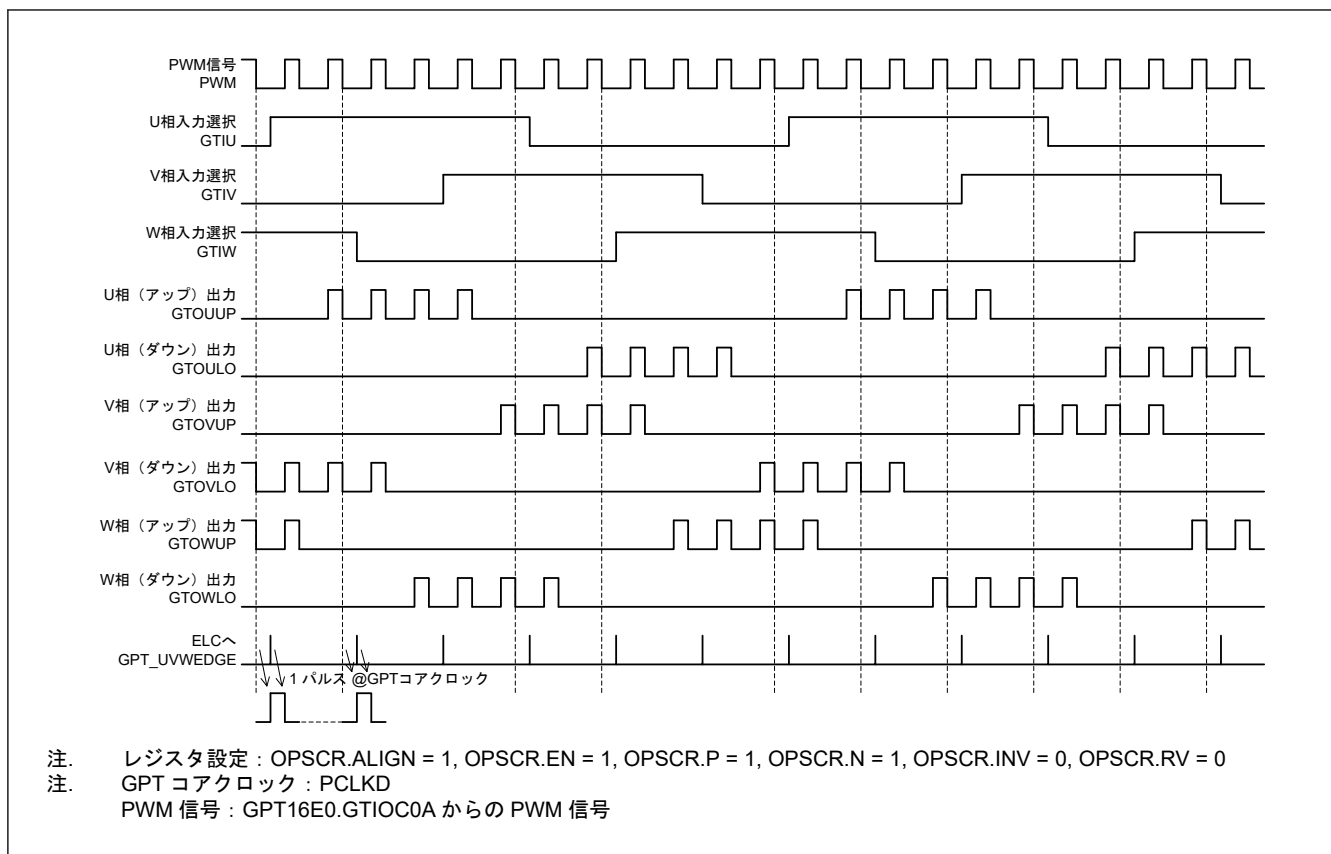 PWM信号
PWM
U相入力選択
GTIU
V相入力選択
GTIV
W相入力選択
GTIW
U相（アップ）出力
GTOUUP
U相（ダウン）出力
GTOULO
V相（アップ）出力
GTOVUP
V相（ダウン）出力
GTOVLO
W相（アップ）出力
GTOWUP
W相（ダウン）出力
GTOWLO
ELCへ
GPT_UVWEDGE
1 パルス @GPTコアクロック
注. レジスタ設定：OPSCR.ALIGN = 1, OPSCR.EN = 1, OPSCR.P = 1, OPSCR.N = 1, OPSCR.INV = 0, OPSCR.RV = 0
注. GPT コアクロック：PCLKD
PWM 信号：GPT16E0.GTIOC0A からの PWM 信号